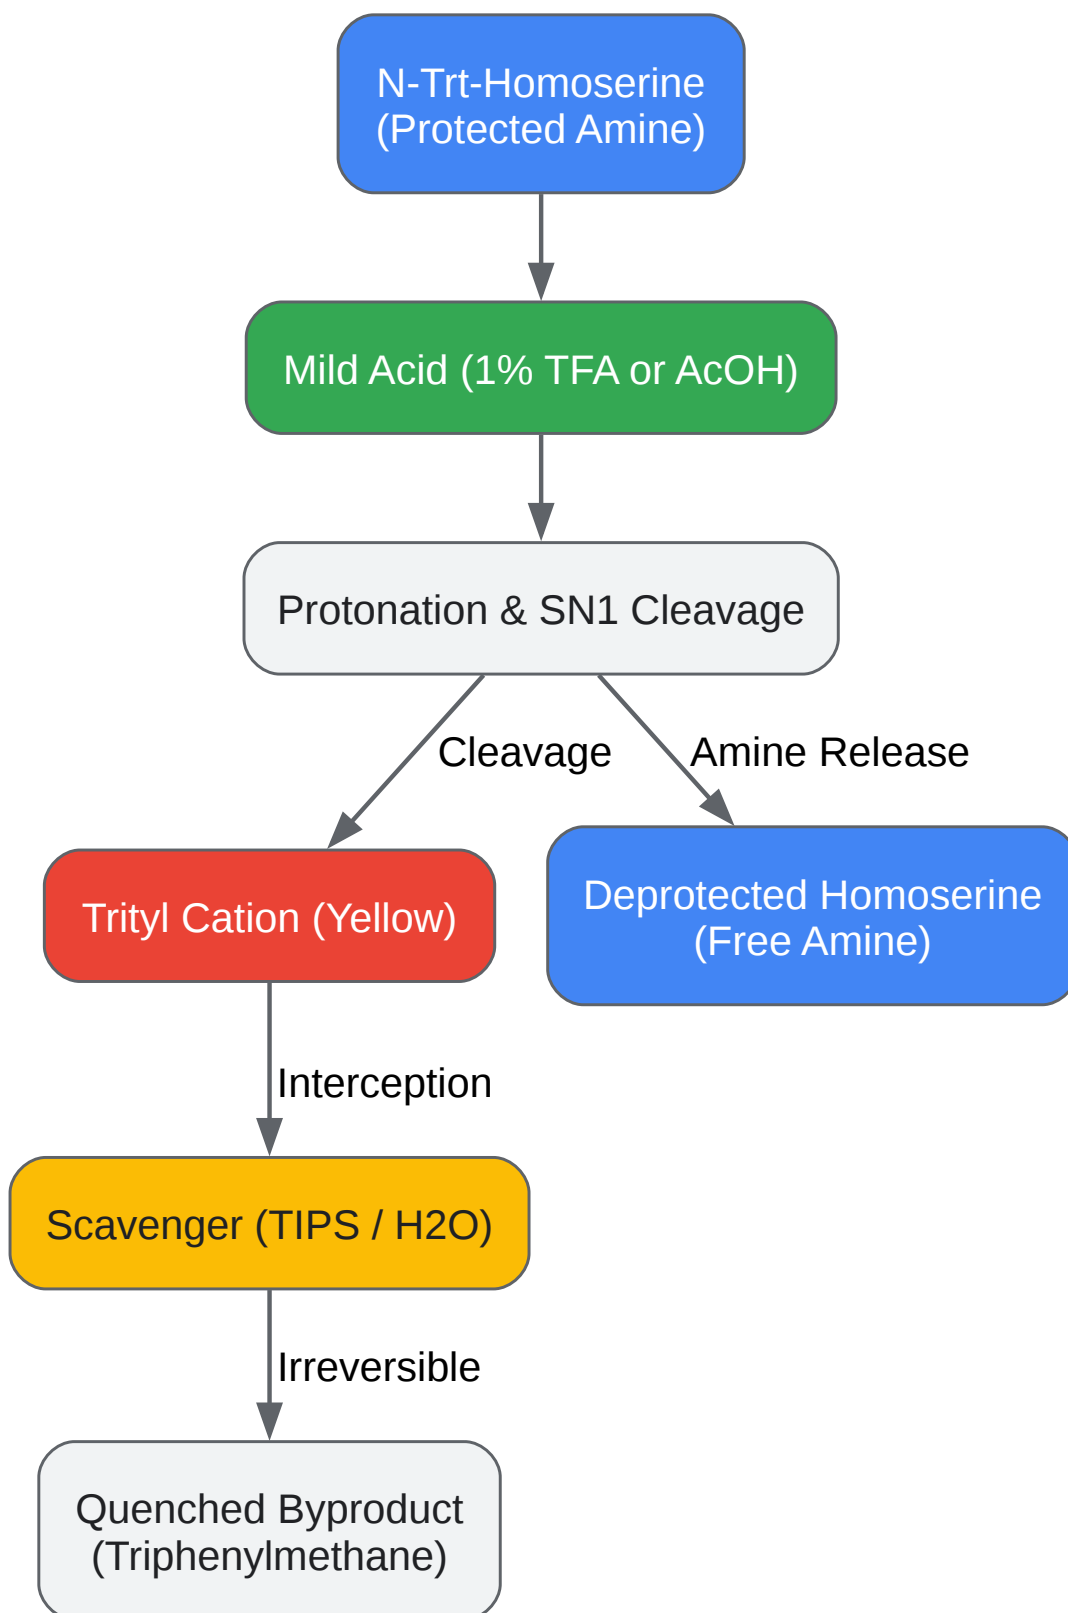 N-Trt-Homoserine
(Protected Amine)
Mild Acid (1% TFA or AcOH)
Protonation & SN1 Cleavage
Cleavage
Amine Release
Trityl Cation (Yellow)
Deprotected Homoserine
(Free Amine)
Interception
Scavenger (TIPS / H2O)
Irreversible
Quenched Byproduct
(Triphenylmethane)